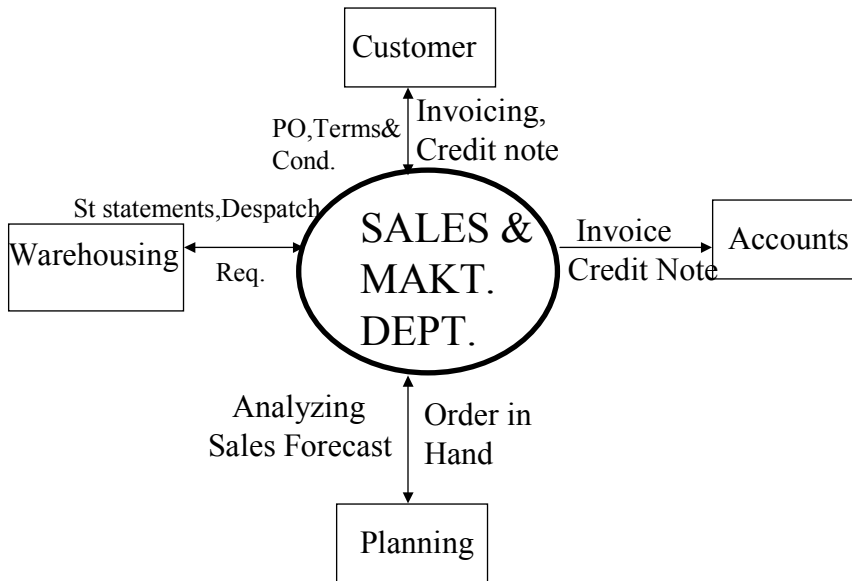 Customer
PO,Terms&
Cond.
Invoicing,
Credit note
St statements,Despatch
Warehousing
Req.
SALES &
MAKT.
DEPT.
Invoice
Credit Note
Accounts
Analyzing
Sales Forecast
Order in
Hand
Planning